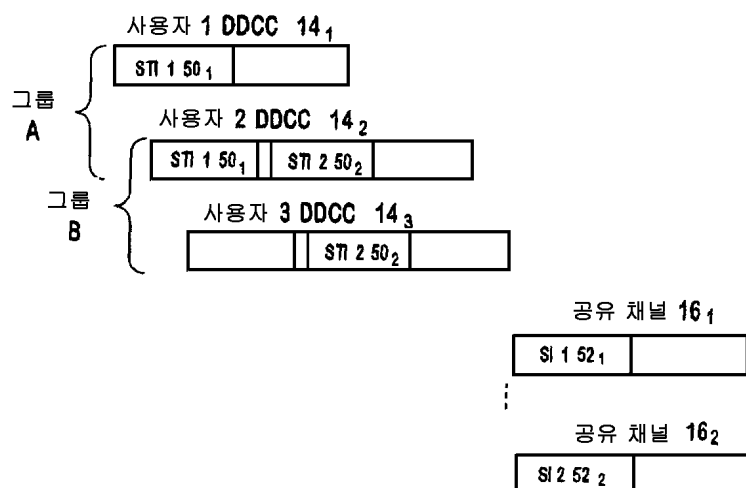 사용자 1 DDCC 14₁
STI 1 50₁
그룹
A
사용자 2 DDCC 14₂
STI 1 50₁ STI 2 50₂
그룹
B
사용자 3 DDCC 14₃
STI 2 50₂
공유 채널 16₁
SI 1 52₁
공유 채널 16₂
SI 2 52₂